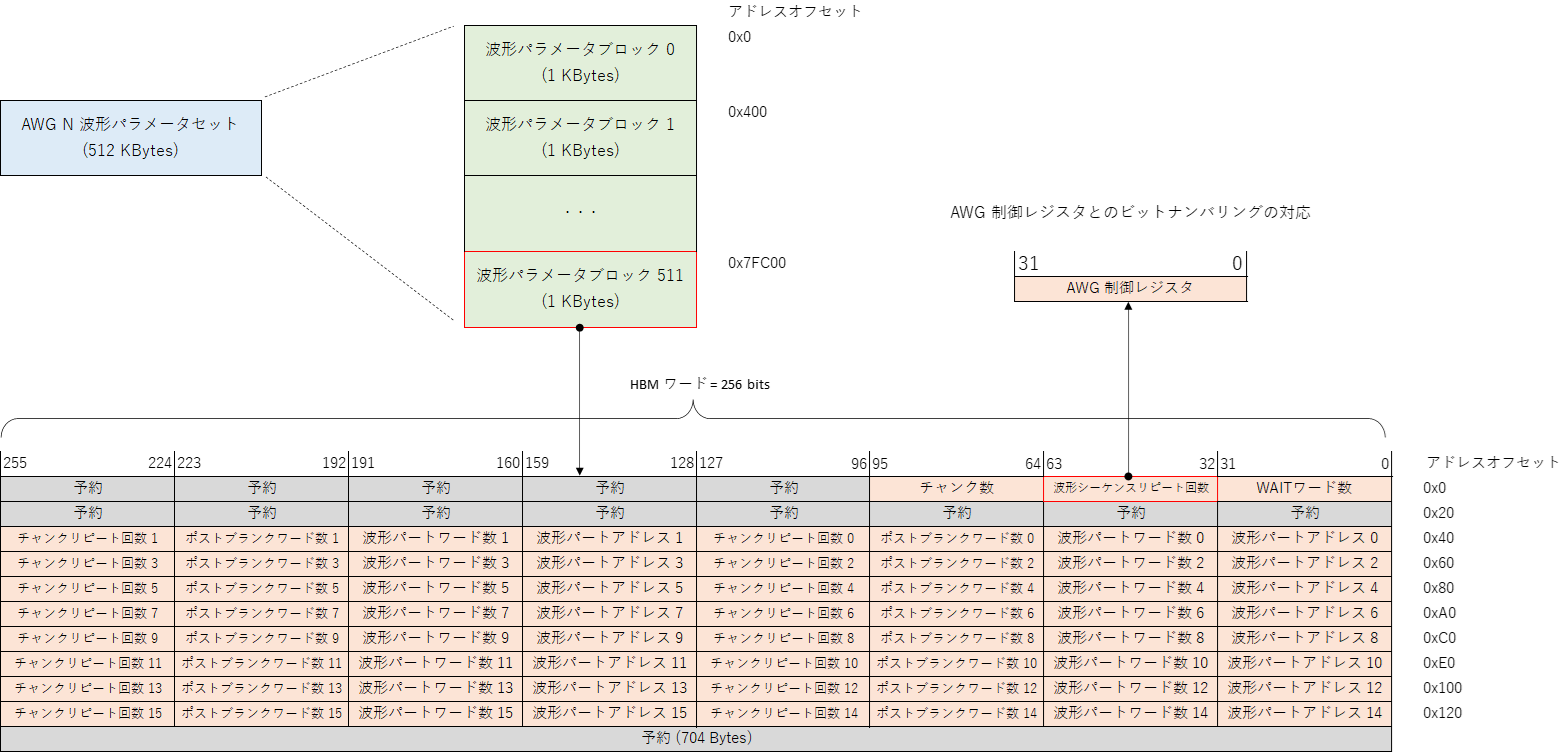 アドレスオフセット
波形パラメータブロック 0
(1 KBytes)
0x0
AWG N 波形パラメータセット
(512 KBytes)
波形パラメータブロック 1
(1 KBytes)
0x400
・・・
波形パラメータブロック 511
(1 KBytes)
0x7FC00
AWG 制御レジスタとのビットナンバリングの対応
31 0
AWG 制御レジスタ
HBM ワード = 256 bits
255 224 223 192 191 160 159 128 127 96 95 64 63 32 31 0 アドレスオフセット
予約 予約 予約 予約 予約 チャンク数 波形シーケンスリピート回数 WAITワード数 0x0
予約 予約 予約 予約 予約 予約 予約 予約 0x20
チャンクリピート回数 1 ポストブランクワード数 1 波形パートワード数 1 波形パートアドレス 1 チャンクリピート回数 0 ポストブランクワード数 0 波形パートワード数 0 波形パートアドレス 0 0x40
チャンクリピート回数 3 ポストブランクワード数 3 波形パートワード数 3 波形パートアドレス 3 チャンクリピート回数 2 ポストブランクワード数 2 波形パートワード数 2 波形パートアドレス 2 0x60
チャンクリピート回数 5 ポストブランクワード数 5 波形パートワード数 5 波形パートアドレス 5 チャンクリピート回数 4 ポストブランクワード数 4 波形パートワード数 4 波形パートアドレス 4 0x80
チャンクリピート回数 7 ポストブランクワード数 7 波形パートワード数 7 波形パートアドレス 7 チャンクリピート回数 6 ポストブランクワード数 6 波形パートワード数 6 波形パートアドレス 6 0xA0
チャンクリピート回数 9 ポストブランクワード数 9 波形パートワード数 9 波形パートアドレス 9 チャンクリピート回数 8 ポストブランクワード数 8 波形パートワード数 8 波形パートアドレス 8 0xC0
チャンクリピート回数 11 ポストブランクワード数 11 波形パートワード数 11 波形パートアドレス 11 チャンクリピート回数 10 ポストブランクワード数 10 波形パートワード数 10 波形パートアドレス 10 0xE0
チャンクリピート回数 13 ポストブランクワード数 13 波形パートワード数 13 波形パートアドレス 13 チャンクリピート回数 12 ポストブランクワード数 12 波形パートワード数 12 波形パートアドレス 12 0x100
チャンクリピート回数 15 ポストブランクワード数 15 波形パートワード数 15 波形パートアドレス 15 チャンクリピート回数 14 ポストブランクワード数 14 波形パートワード数 14 波形パートアドレス 14 0x120
予約 (704 Bytes)